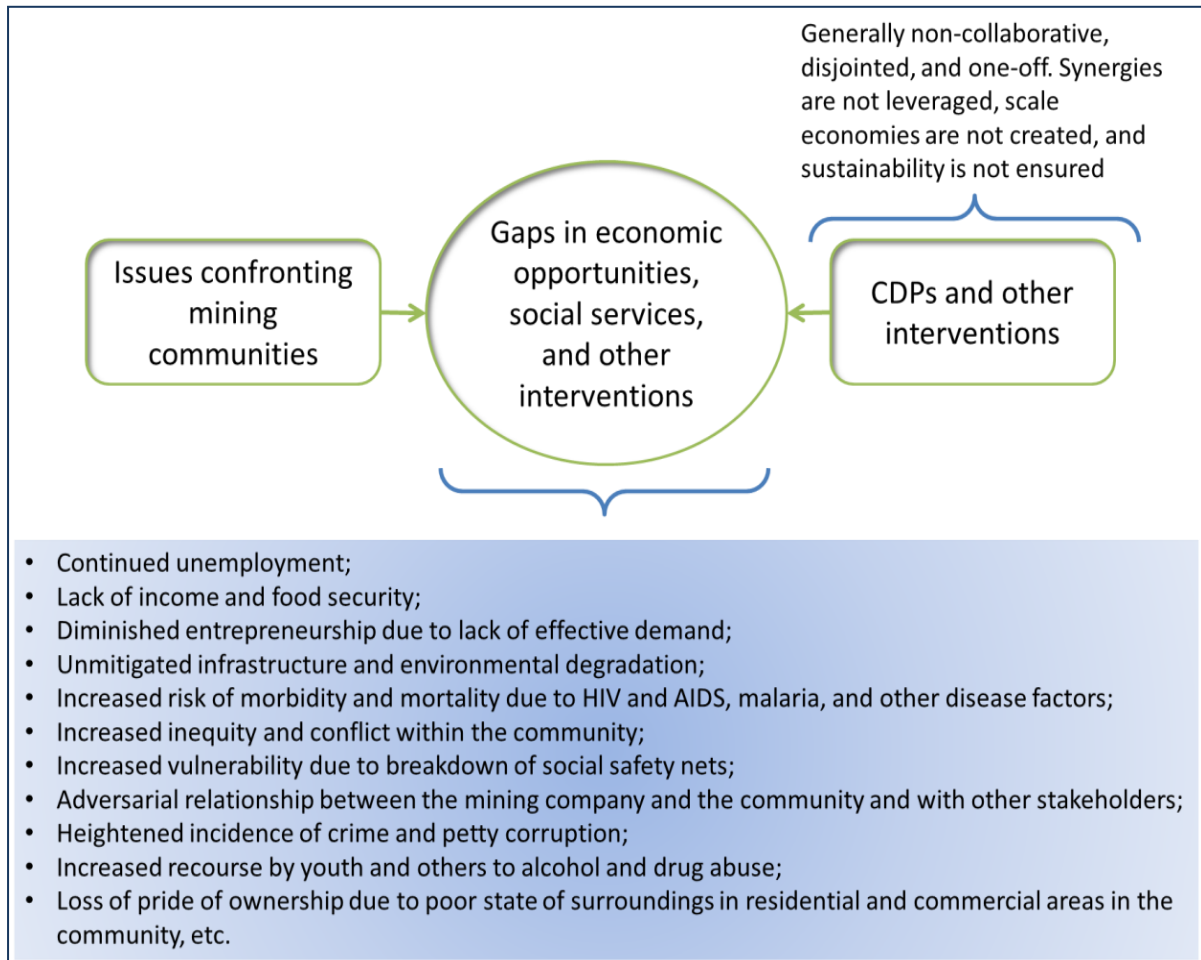 Generally non-collaborative,
disjointed, and one-off. Synergies
are not leveraged, scale
economies are not created, and
sustainability is not ensured
Issues confronting
mining
communities
Gaps in economic
opportunities,
social services,
and other
interventions
CDPs and other
interventions
• Continued unemployment;
• Lack of income and food security;
• Diminished entrepreneurship due to lack of effective demand;
• Unmitigated infrastructure and environmental degradation;
• Increased risk of morbidity and mortality due to HIV and AIDS, malaria, and other disease factors;
• Increased inequity and conflict within the community;
• Increased vulnerability due to breakdown of social safety nets;
• Adversarial relationship between the mining company and the community and with other stakeholders;
• Heightened incidence of crime and petty corruption;
• Increased recourse by youth and others to alcohol and drug abuse;
• Loss of pride of ownership due to poor state of surroundings in residential and commercial areas in the
community, etc.